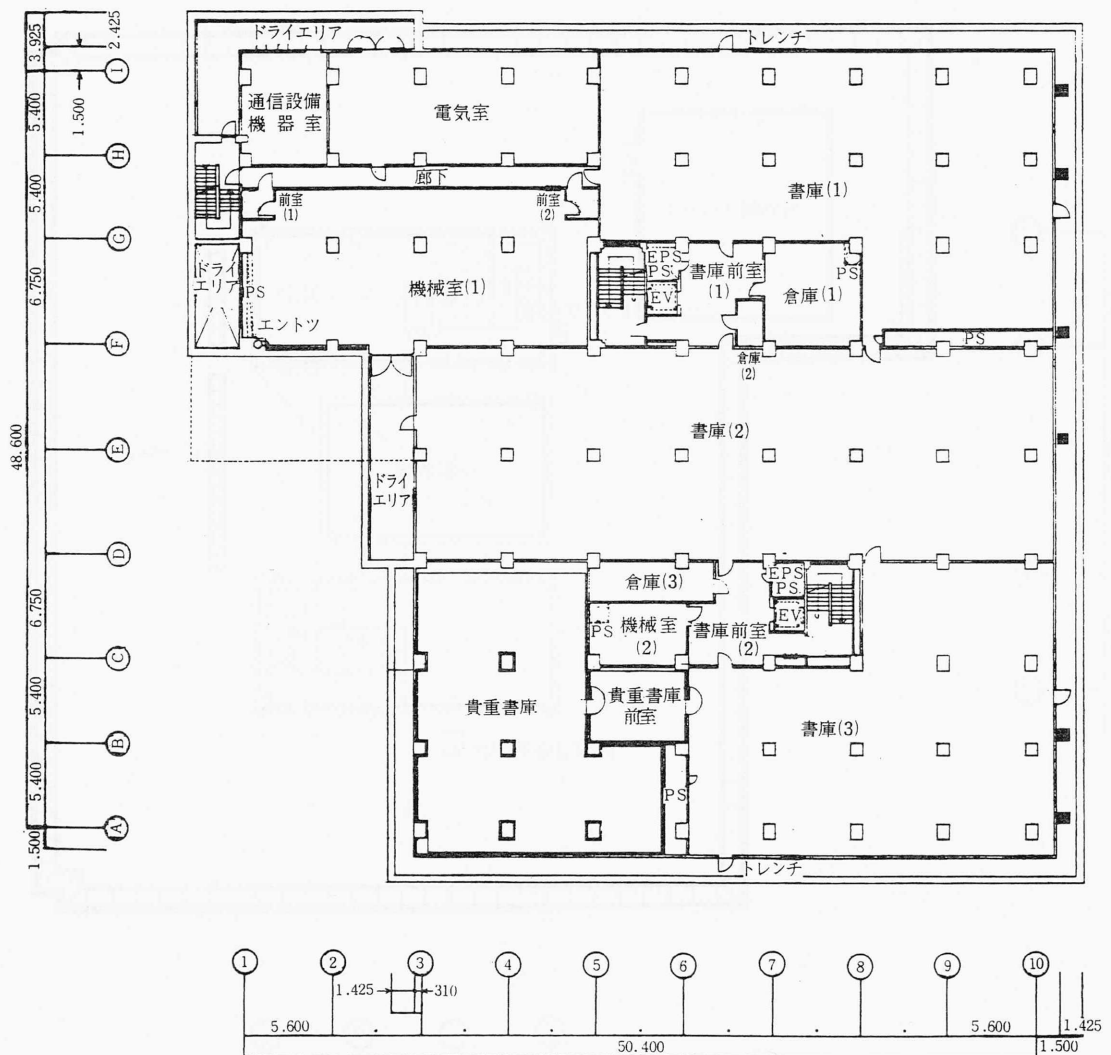 ドライエリア
トレンチ
通信設備
機器室
電気室
廊下
前室
(1)
前室
(2)
書庫(1)
ドライ
エリア
PS
エントツ
機械室(1)
EPS
PS
EV
書庫前室
(1)
倉庫(1)
PS
倉庫
(2)
PS
書庫(2)
ドライ
エリア
倉庫(3)
EPS
PS
EV
PS
機械室
(2)
書庫前室
(2)
貴重書庫
貴重書庫
前室
書庫(3)
PS
トレンチ
3.925
2.425
1.500
5.400
5.400
6.750
48.600
6.750
5.400
5.400
1.500
I
H
G
F
E
D
C
B
A
1
2
3
4
5
6
7
8
9
10
1.425
310
5.600
5.600
1.425
50.400
1.500